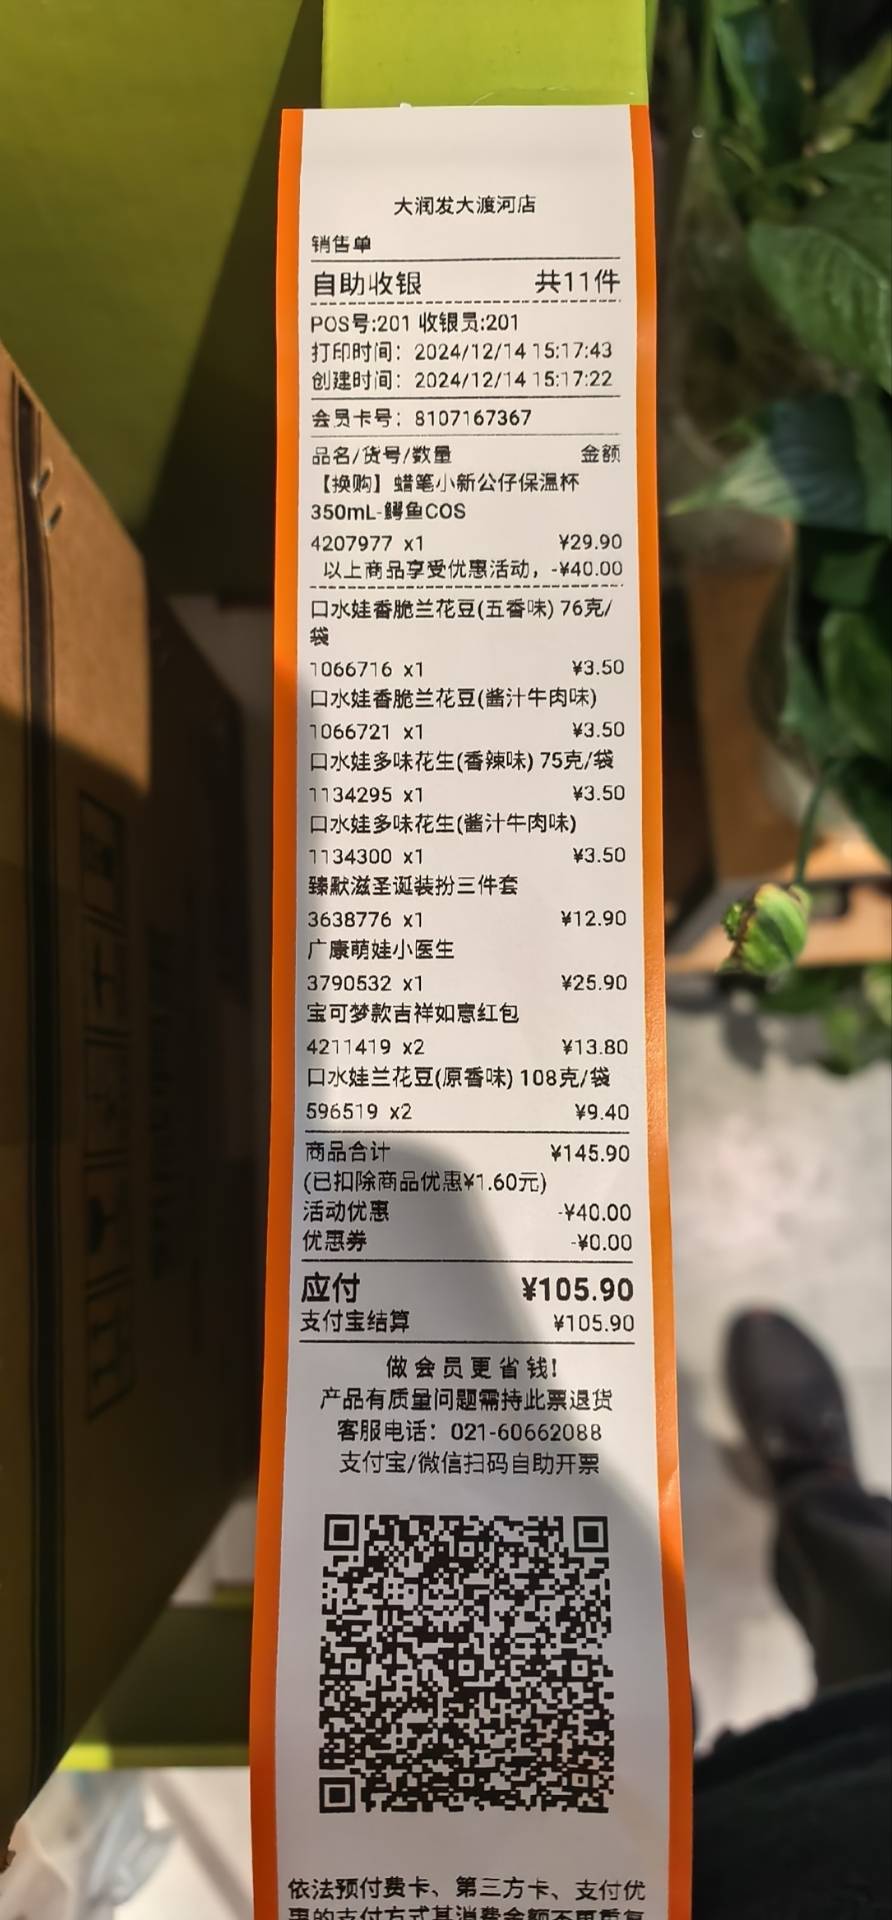 大润发大渡河店
销售单
自助收银 共11件
POS号:201 收银员:201
打印时间：2024/12/14 15:17:43
创建时间：2024/12/14 15:17:22
会员卡号：8107167367
品名/货号/数量 金额
【换购】蜡笔小新公仔保温杯
350mL-鳄鱼COS
4207977 x1 ¥29.90
以上商品享受优惠活动，-¥40.00
口水娃香脆兰花豆(五香味) 76克/
袋
1066716 x1 ¥3.50
口水娃香脆兰花豆(酱汁牛肉味)
1066721 x1 ¥3.50
口水娃多味花生(香辣味) 75克/袋
1134295 x1 ¥3.50
口水娃多味花生(酱汁牛肉味)
1134300 x1 ¥3.50
臻默滋圣诞装扮三件套
3638776 x1 ¥12.90
广康萌娃小医生
3790532 x1 ¥25.90
宝可梦款吉祥如意红包
4211419 x2 ¥13.80
口水娃兰花豆(原香味) 108克/袋
596519 x2 ¥9.40
商品合计 ¥145.90
(已扣除商品优惠¥1.60元)
活动优惠 -¥40.00
优惠券 -¥0.00
应付 ¥105.90
支付宝结算 ¥105.90
做会员更省钱!
产品有质量问题需持此票退货
客服电话：021-60662088
支付宝/微信扫码自助开票
依法预付费卡、第三方卡、支付优
惠的支付方式其消费金额不再重复